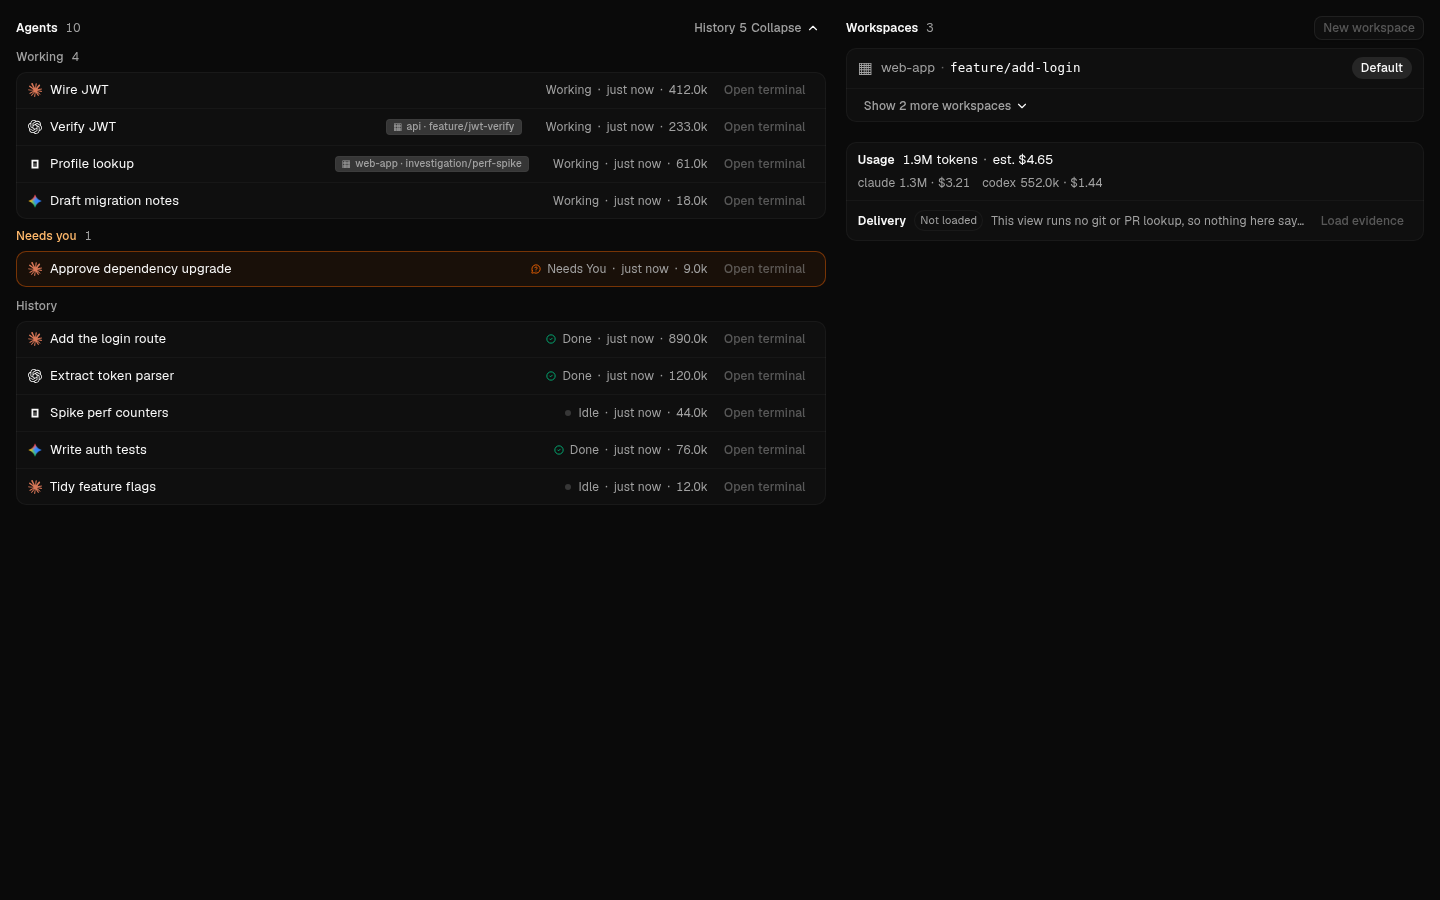 Agents 10 History 5 Collapse
Working 4
Wire JWT Working · just now · 412.0k Open terminal
Verify JWT api · feature/jwt-verify Working · just now · 233.0k Open terminal
Profile lookup web-app · investigation/perf-spike Working · just now · 61.0k Open terminal
Draft migration notes Working · just now · 18.0k Open terminal
Needs you 1
Approve dependency upgrade Needs You · just now · 9.0k Open terminal
History
Add the login route Done · just now · 890.0k Open terminal
Extract token parser Done · just now · 120.0k Open terminal
Spike perf counters Idle · just now · 44.0k Open terminal
Write auth tests Done · just now · 76.0k Open terminal
Tidy feature flags Idle · just now · 12.0k Open terminal
Workspaces 3 New workspace
web-app · feature/add-login Default
Show 2 more workspaces
Usage 1.9M tokens · est. $4.65
claude 1.3M · $3.21 codex 552.0k · $1.44
Delivery Not loaded This view runs no git or PR lookup, so nothing here say… Load evidence